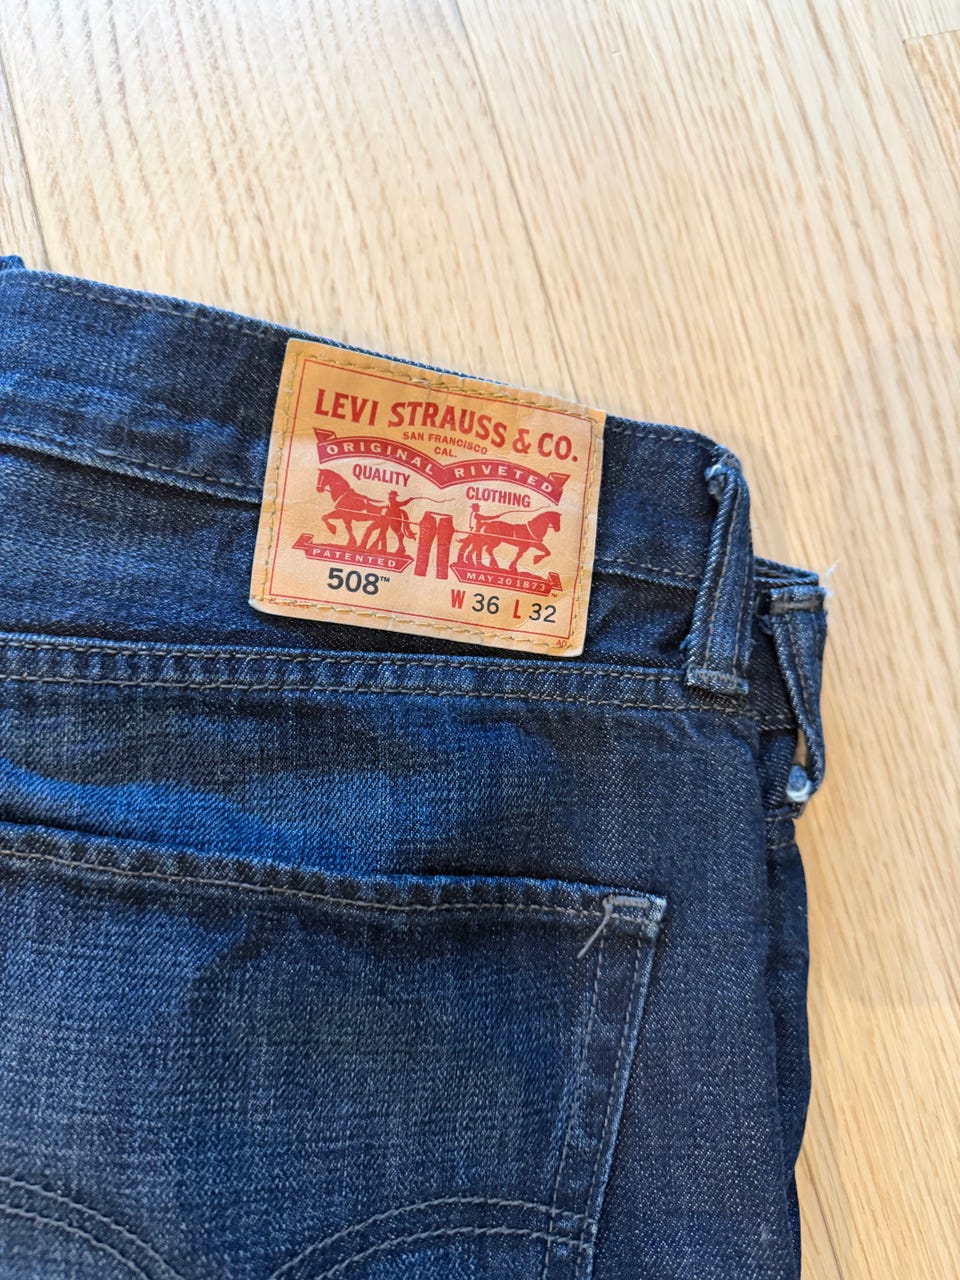 LEVI STRAUSS & CO.
SAN FRANCISCO
CAL.
ORIGINAL RIVETED
QUALITY CLOTHING
PATENTED MAY 20 1873
508™ W 36 L 32